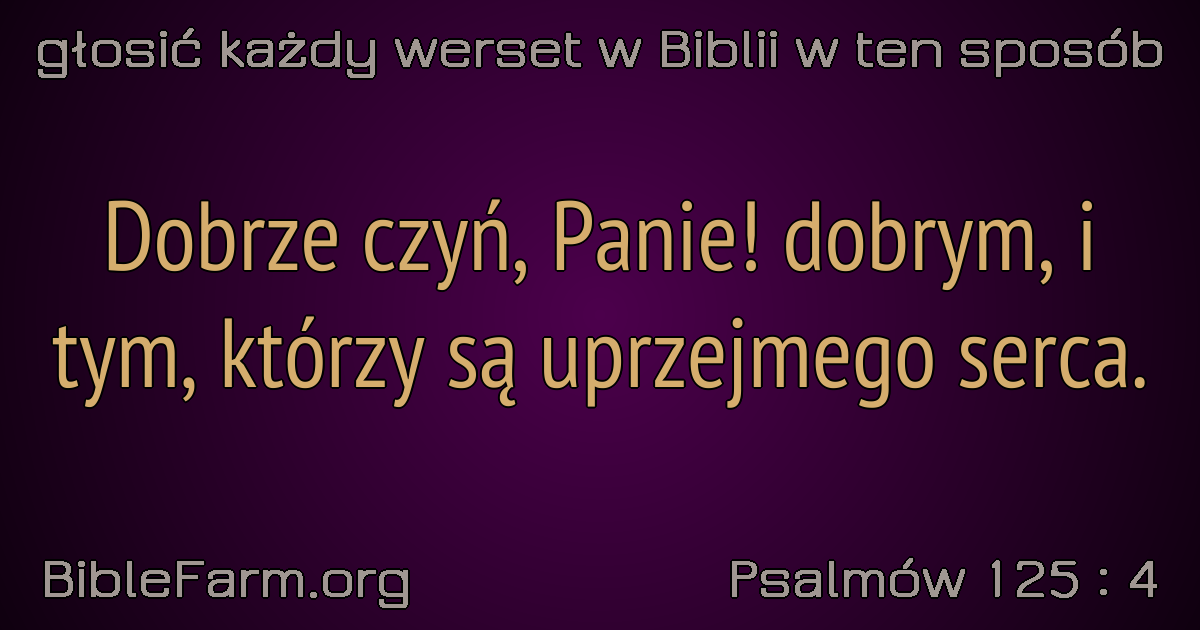 głosić każdy werset w Biblii w ten sposób
Dobrze czyń, Panie! dobrym, i
tym, którzy są uprzejmego serca.
BibleFarm.org
Psalmów 125 : 4